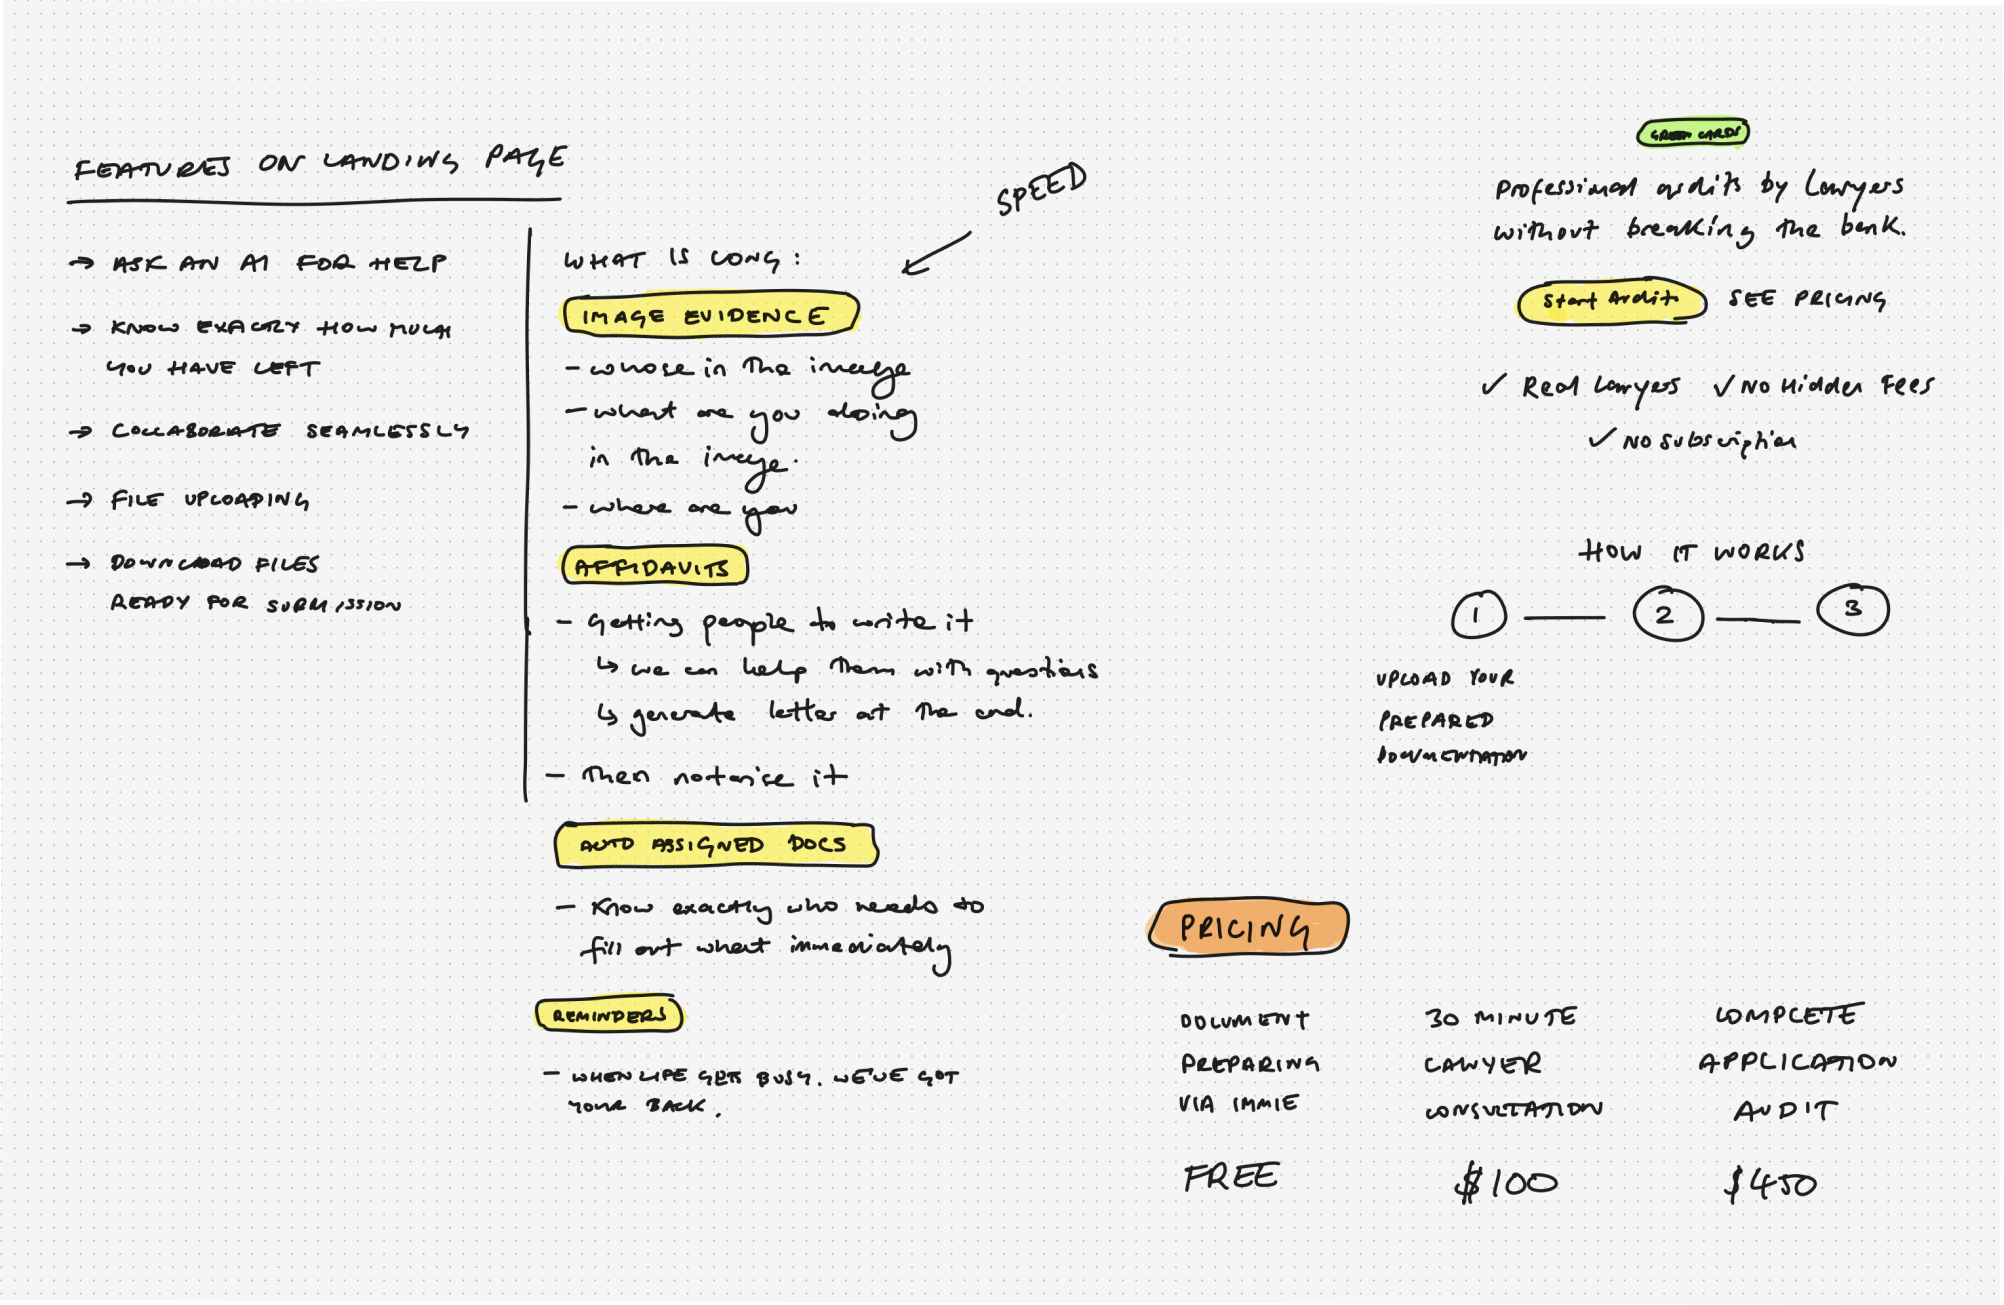 FEATURES ON LANDING PAGE
→ ASK AN AI FOR HELP
→ KNOW EXACTLY HOW MUCH
YOU HAVE LEFT
→ COLLABORATE SEAMLESSLY
→ FILE UPLOADING
→ DOWNLOAD FILES
READY FOR SUBMISSION
SPEED
WHAT IS LONG:
IMAGE EVIDENCE
- whose in the image
- what are you doing
in the image.
- where are you
AFFIDAVITS
- Getting people to write it
↳ we can help them with questions
↳ generate letter at the end.
- Then notarise it
AUTO ASSIGNED DOCS
- Know exactly who needs to
fill out what immediately
REMINDERS
- WHEN LIFE GETS BUSY. WE'VE GOT
YOUR BACK.
GREEN CARDS
Professional audits by Lawyers
without breaking the bank.
Start Audit
SEE PRICING
✓ Real Lawyers ✓ No Hidden Fees
✓ No subscription
HOW IT WORKS
1 2 3
UPLOAD YOUR
PREPARED
DOCUMENTATION
PRICING
DOCUMENT
PREPARING
VIA IMMIE
FREE
30 MINUTE
LAWYER
CONSULTATION
$100
COMPLETE
APPLICATION
AUDIT
$450